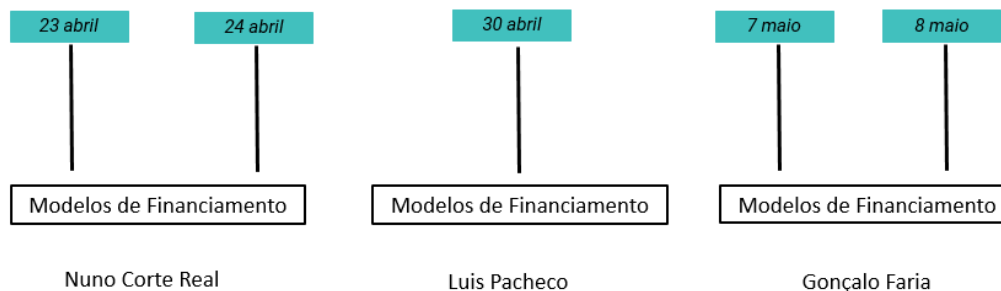 23 abril
24 abril
30 abril
7 maio
8 maio
Modelos de Financiamento
Modelos de Financiamento
Modelos de Financiamento
Nuno Corte Real
Luis Pacheco
Gonçalo Faria